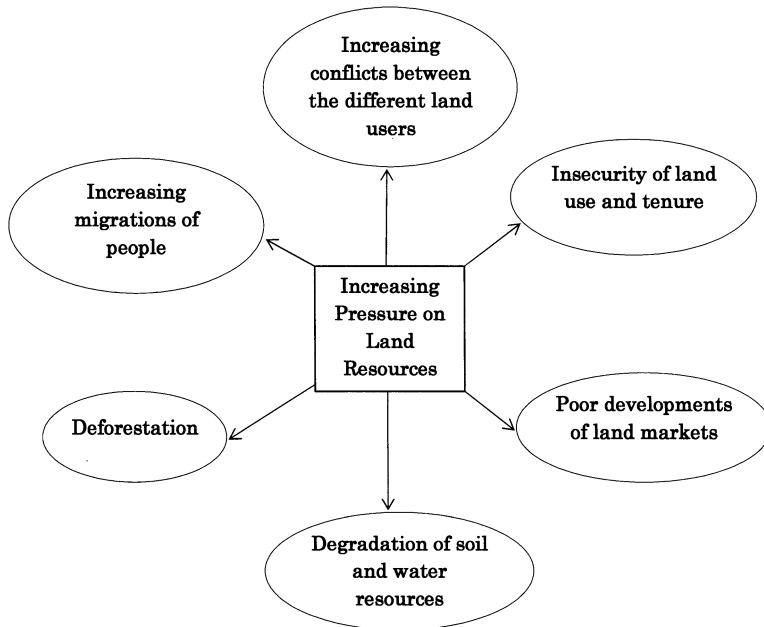 Increasing
conflicts between
the different land
users
Insecurity of land
use and tenure
Increasing
migrations of
people
Increasing
Pressure on
Land
Resources
Deforestation
Poor developments
of land markets
Degradation of soil
and water
resources